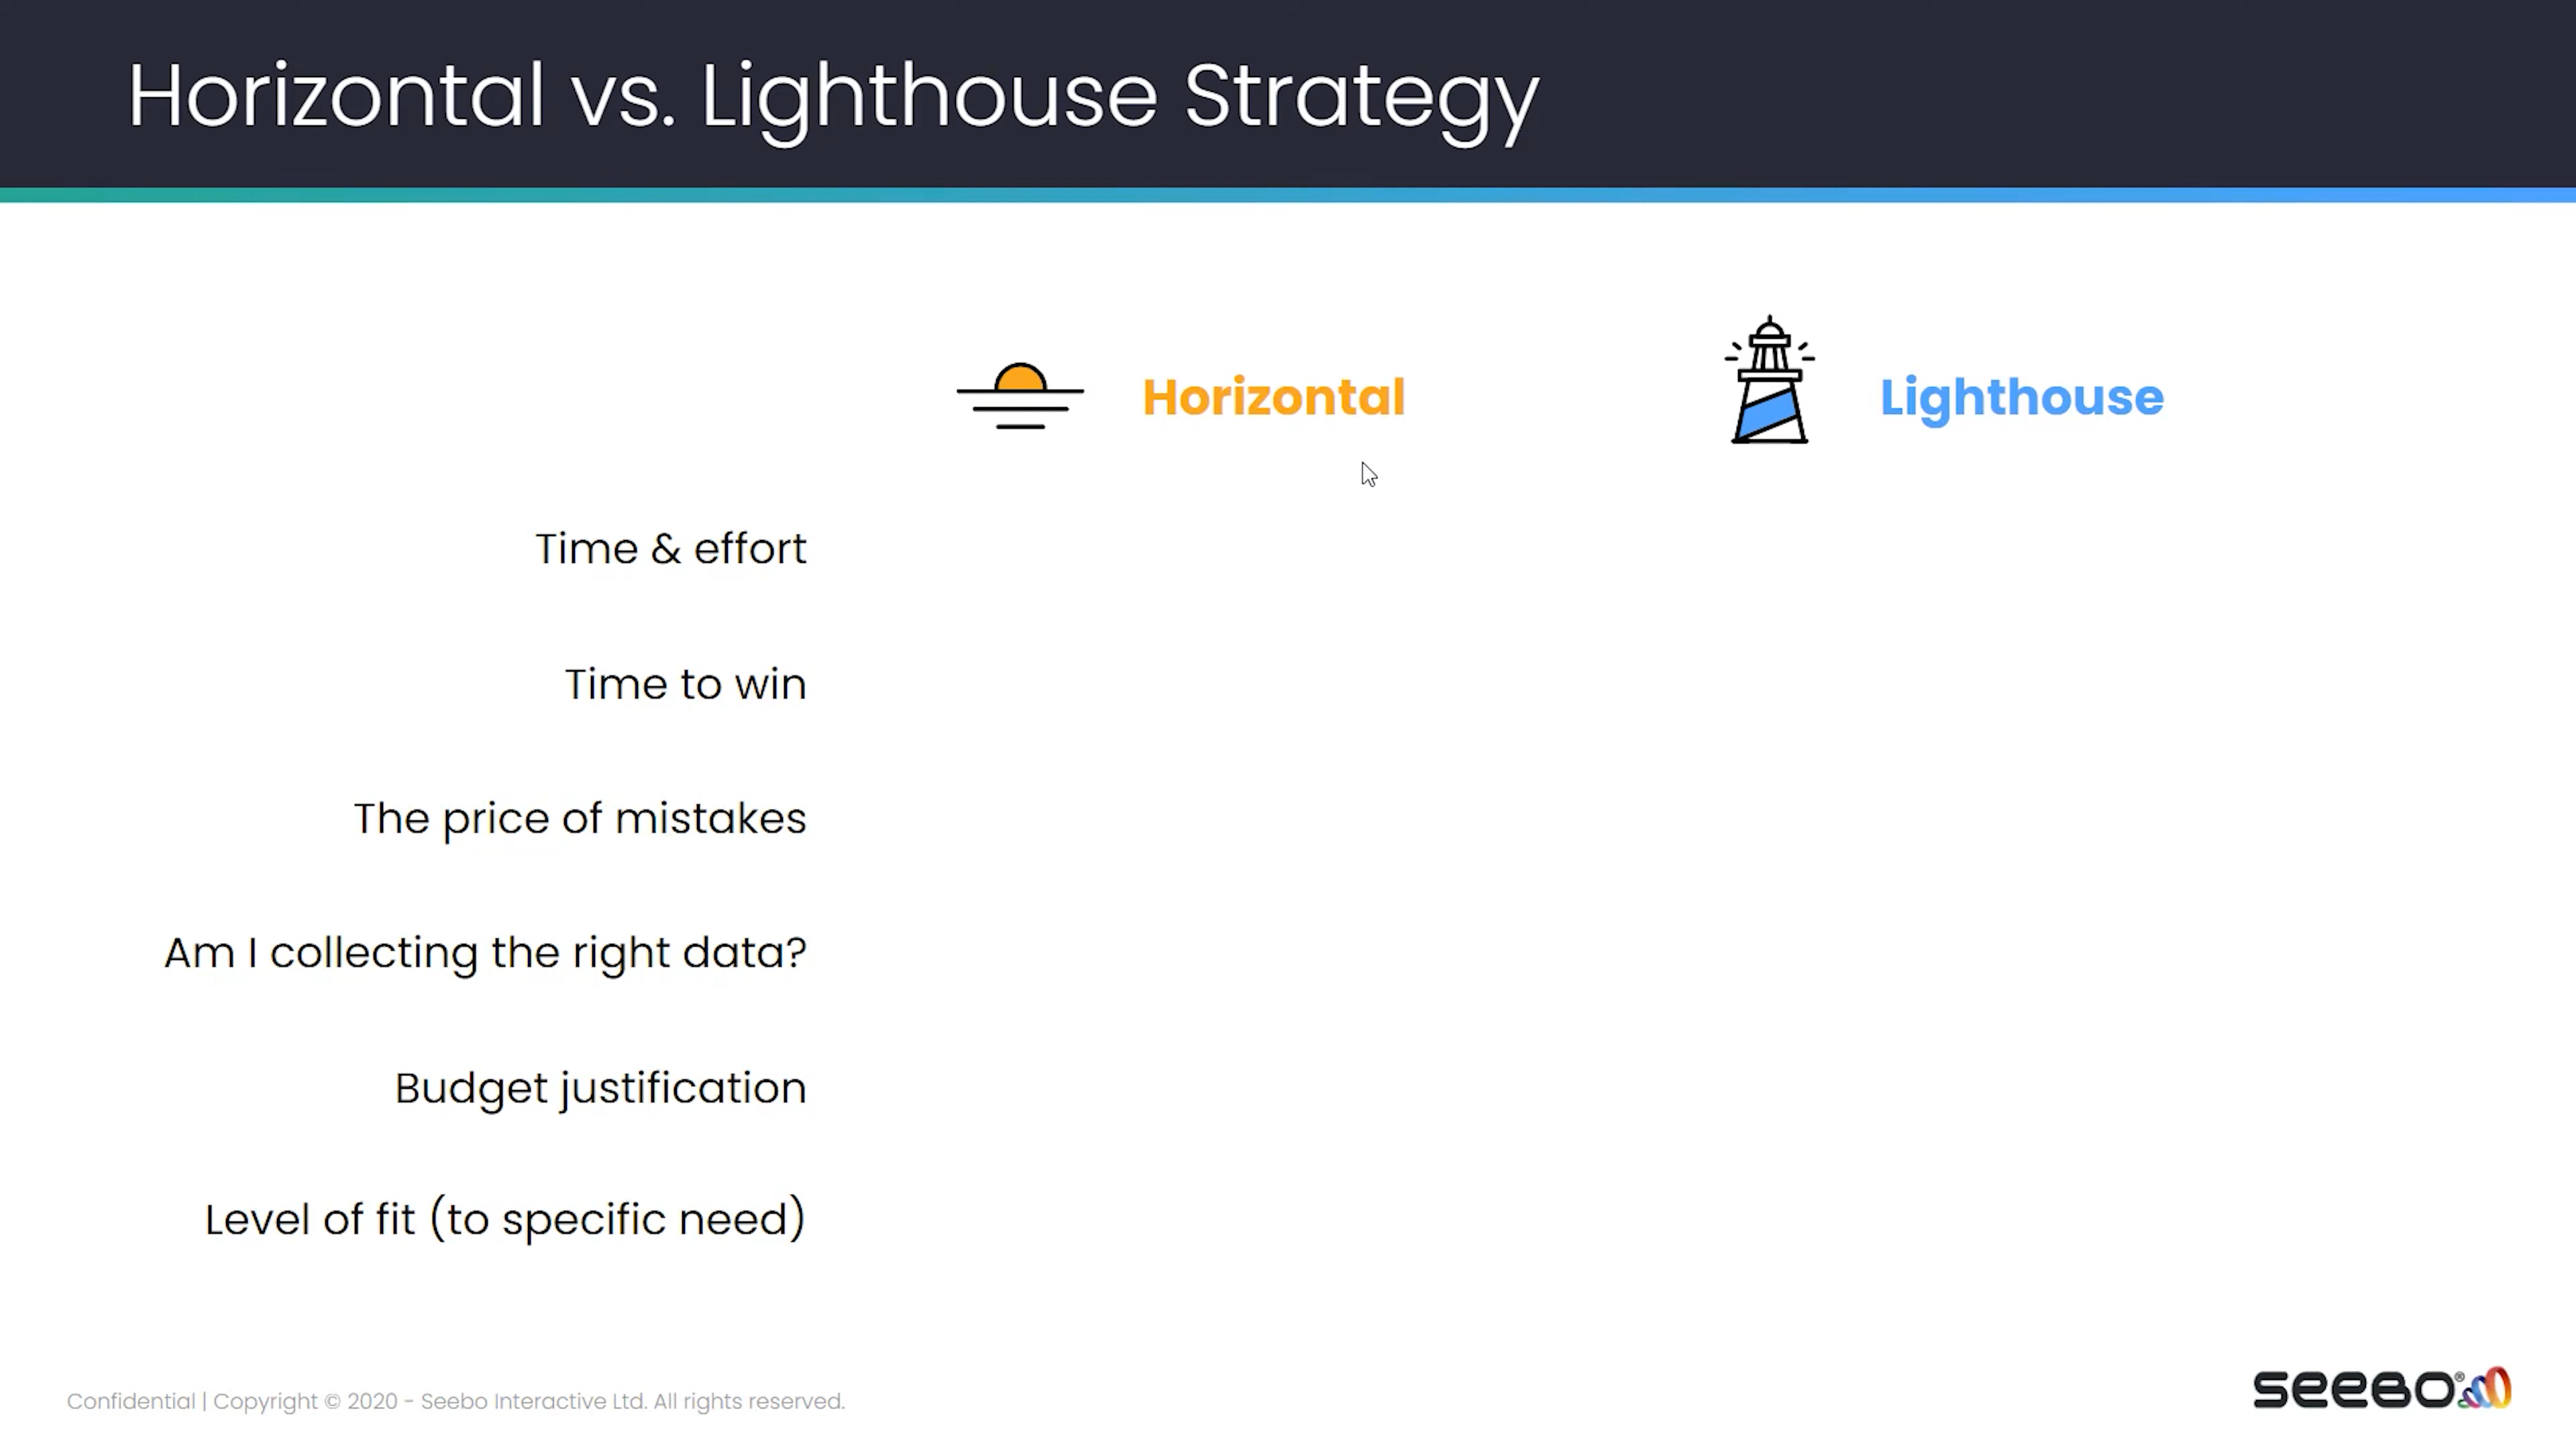 Horizontal vs. Lighthouse Strategy
Horizontal
Lighthouse
Time & effort
Time to win
The price of mistakes
Am I collecting the right data?
Budget justification
Level of fit (to specific need)
Confidential | Copyright © 2020 - Seebo Interactive Ltd. All rights reserved.
seebo®